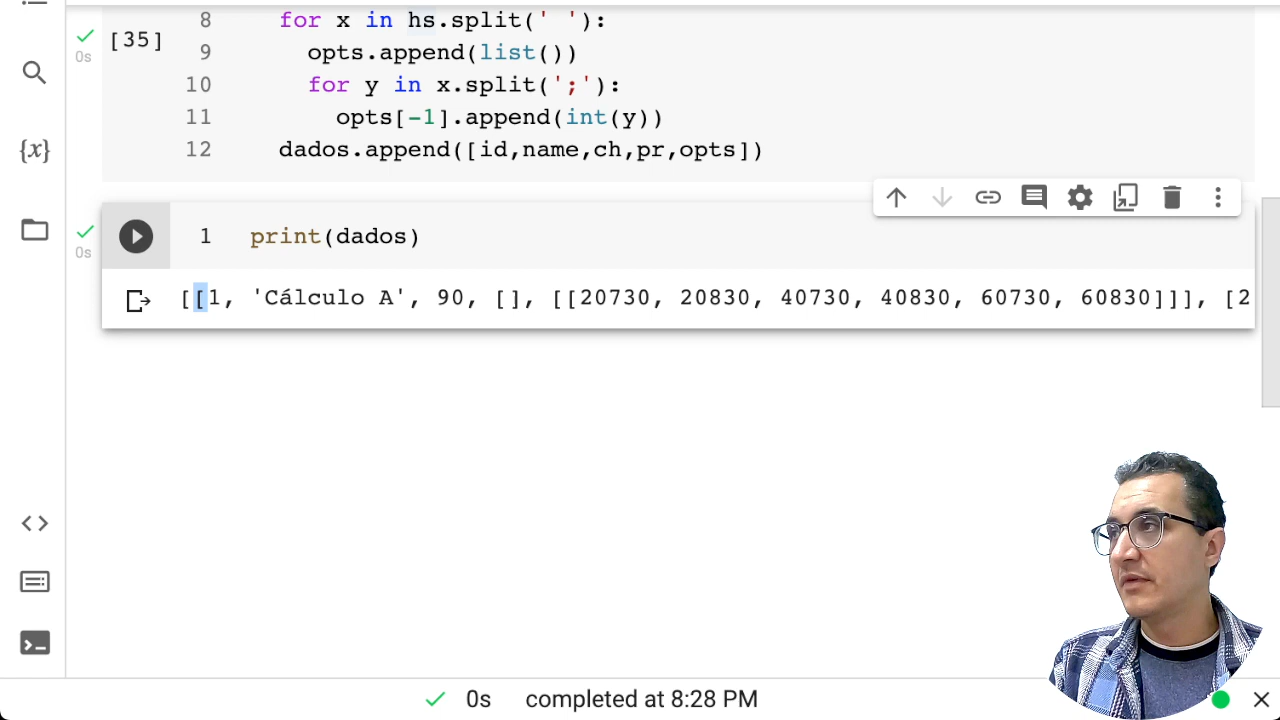 8 for x in hs.split(' '):
[35] 9 opts.append(list())
0s
10 for y in x.split(';'):
11 opts[-1].append(int(y))
12 dados.append([id,name,ch,pr,opts])
{x}
1 print(dados)
0s
[[1, 'Cálculo A', 90, [], [[20730, 20830, 40730, 40830, 60730, 60830]]], [2
0s completed at 8:28 PM